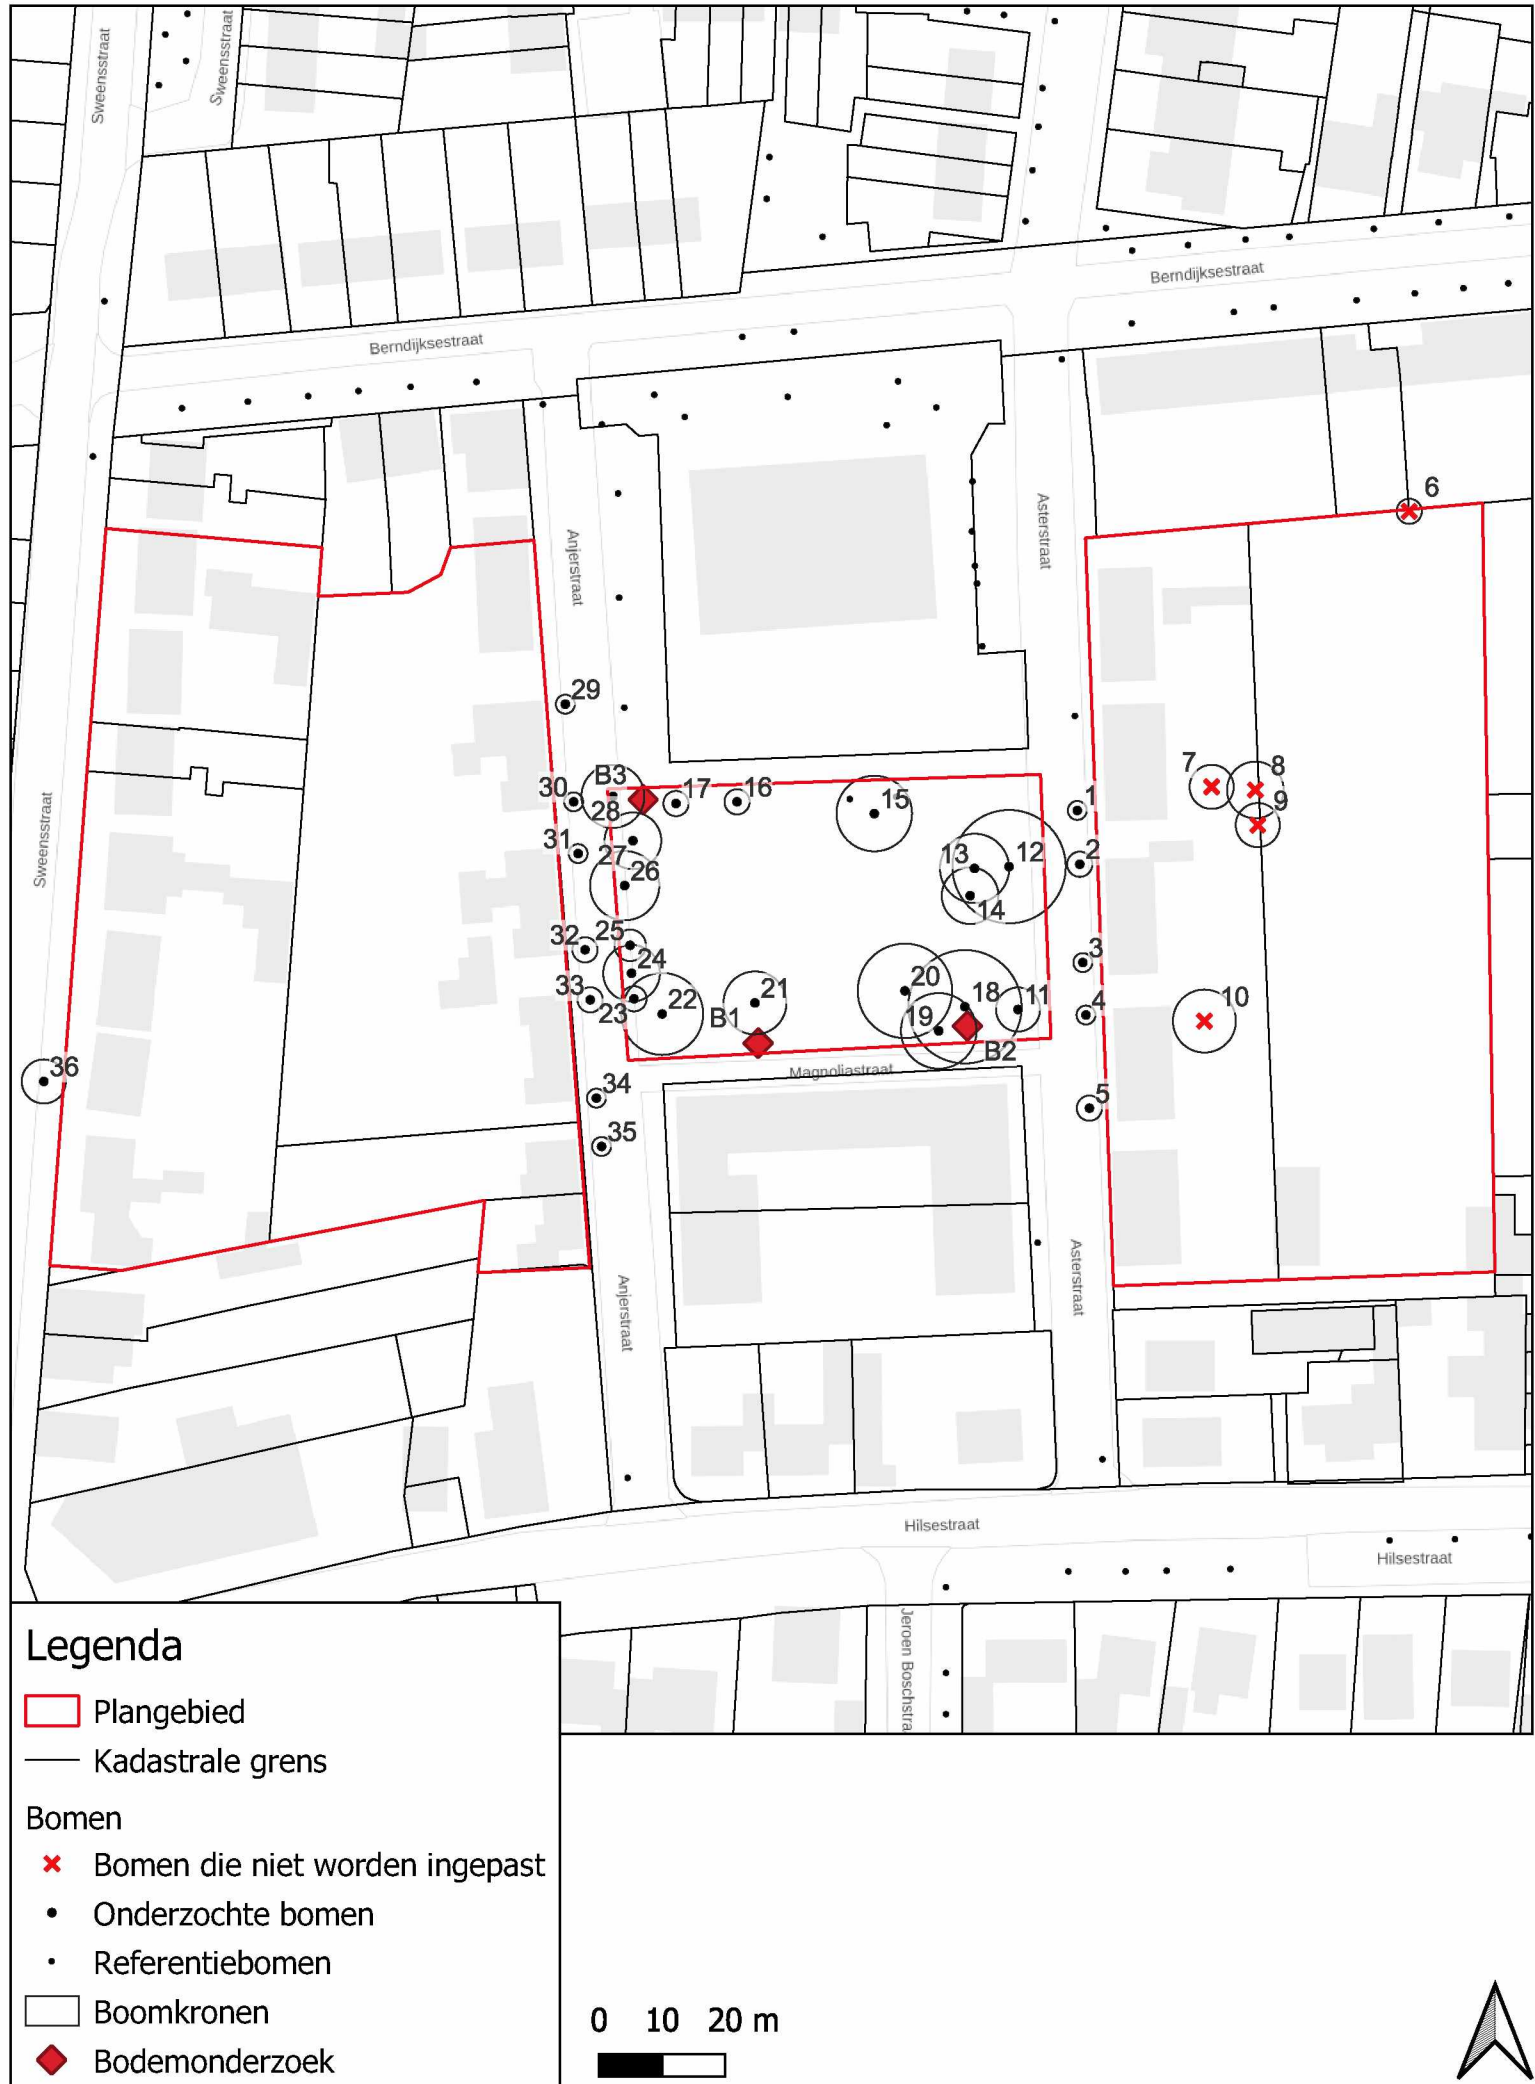 Sweensstraat
Sweensstraat
Berndijksestraat
Berndijksestraat
6
Asterstraat
Anjerstraat
29
7
8
B3
30
17
16
15
1
9
28
31
27
13
12
2
26
14
Sweensstraat
32
25
3
24
33
23
22
21
20
18
11
4
10
B1
19
B2
Magnoliastraat
36
34
5
35
Asterstraat
Anjerstraat
Hilsestraat
Hilsestraat
Jeroen Boschstra
Legenda
Plangebied
Kadastrale grens
Bomen
Bomen die niet worden ingepast
Onderzochte bomen
Referentiebomen
Boomkronen
Bodemonderzoek
0 10 20 m